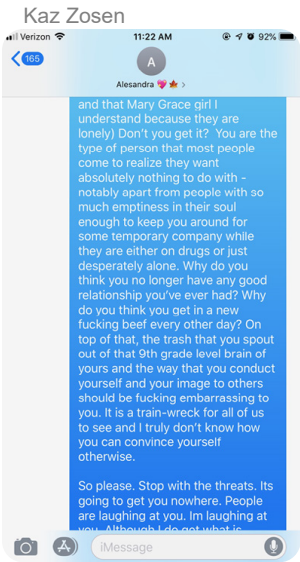 Kaz Zosen
Verizon 11:22 AM 92%
165
A
Alesandra 💖🍁 >
and that Mary Grace girl I
understand because they are
lonely) Don't you get it? You are the
type of person that most people
come to realize they want
absolutely nothing to do with -
notably apart from people with so
much emptiness in their soul
enough to keep you around for
some temporary company while
they are either on drugs or just
desperately alone. Why do you
think you no longer have any good
relationship you've ever had? Why
do you think you get in a new
fucking beef every other day? On
top of that, the trash that you spout
out of that 9th grade level brain of
yours and the way that you conduct
yourself and your image to others
should be fucking embarrassing to
you. It is a train-wreck for all of us
to see and I truly don't know how
you can convince yourself
otherwise.
So please. Stop with the threats. Its
going to get you nowhere. People
are laughing at you. Im laughing at
you. Although I do get what is
iMessage